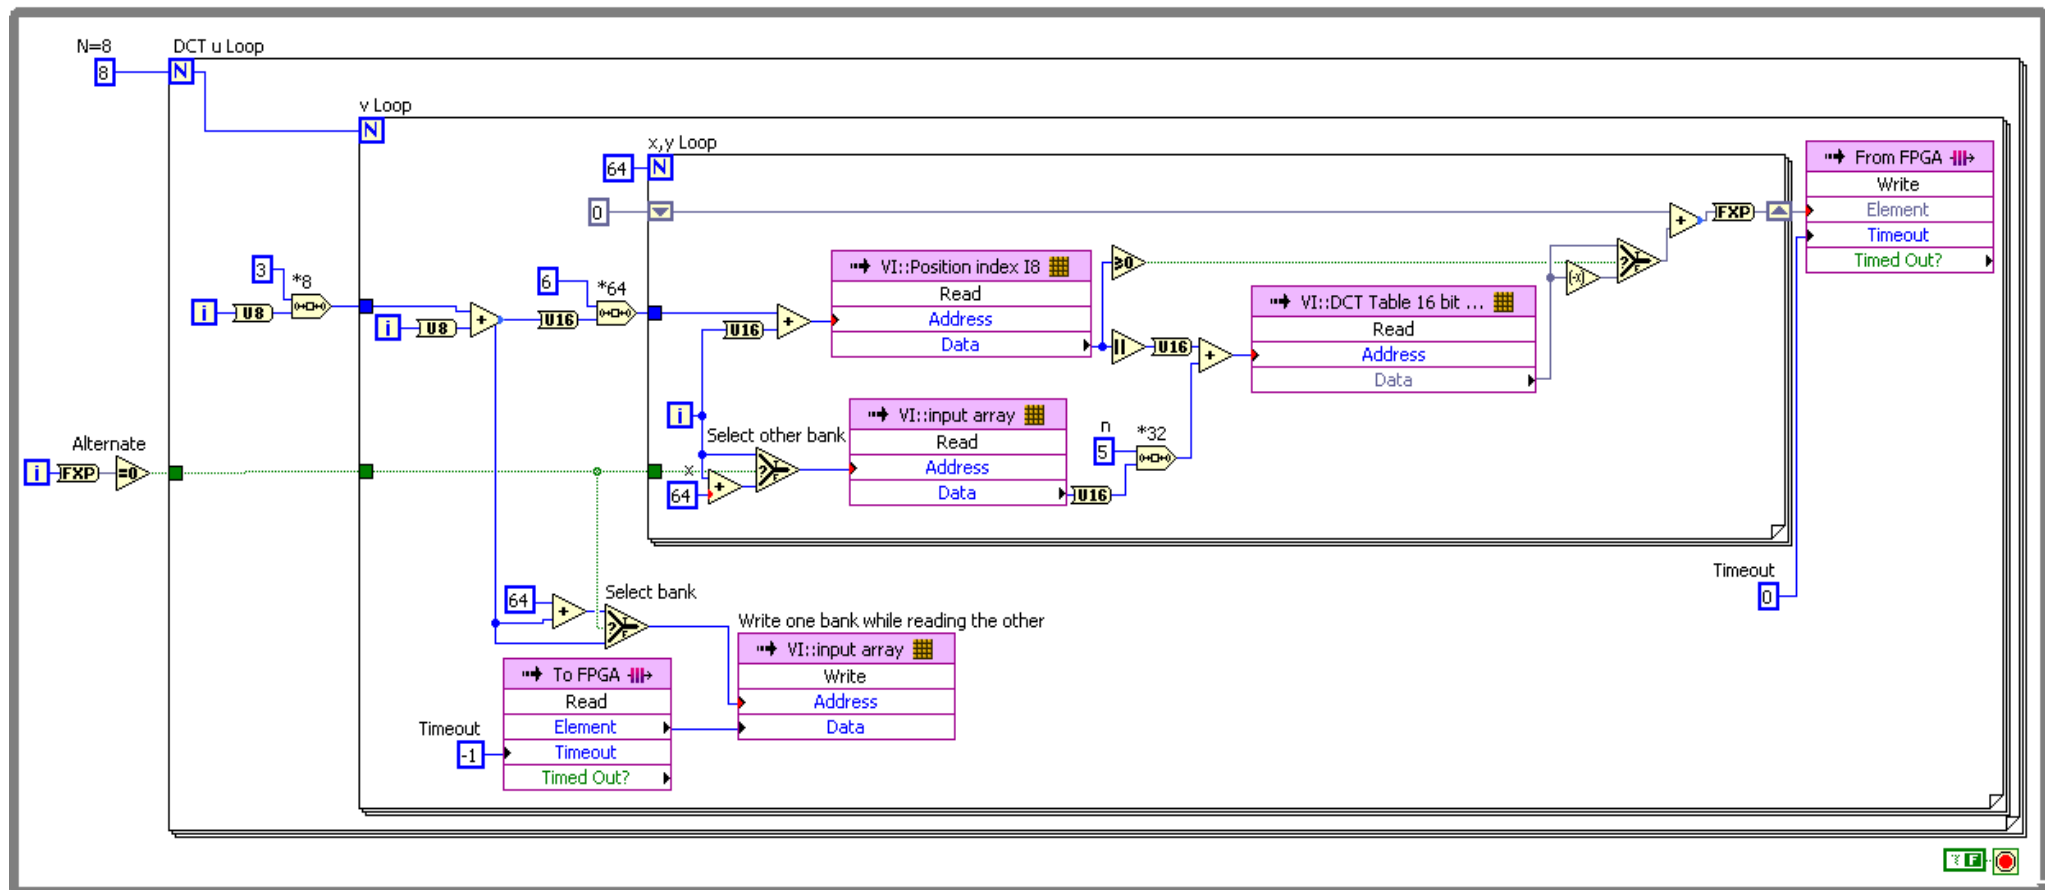 N=8
8
DCT u Loop
N
v Loop
N
x,y Loop
64
N
0
From FPGA
Write
Element
Timeout
Timed Out?
+
FXP
3
*8
i
U8
i
U8
+
6
*64
U16
U16
+
VI::Position index I8
Read
Address
Data
≥0
U16
+
VI::DCT Table 16 bit ...
Read
Address
Data
(-x)
?
T
F
i
Select other bank
x
64
+
?
T
F
VI::input array
Read
Address
Data
U16
n
5
*32
Alternate
i
FXP
=0
64
+
Select bank
?
T
F
Timeout
0
Write one bank while reading the other
VI::input array
Write
Address
Data
To FPGA
Read
Element
Timeout
Timed Out?
Timeout
-1
F